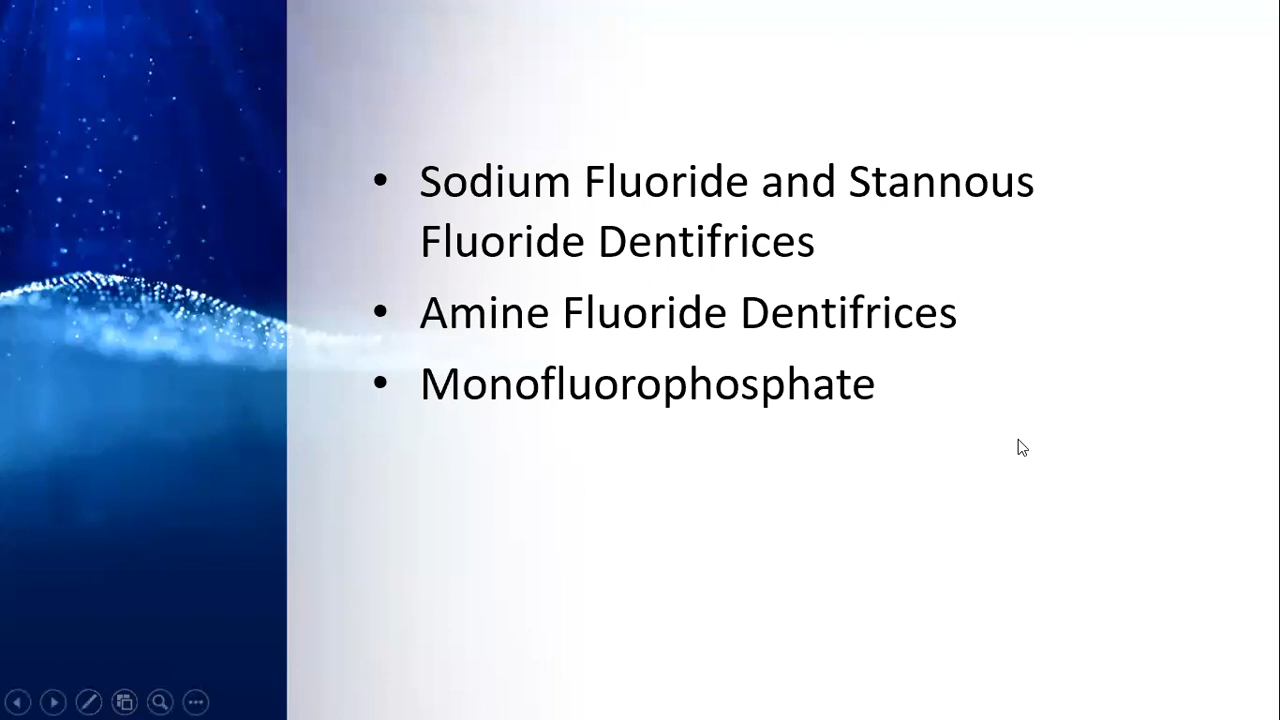 • Sodium Fluoride and Stannous
Fluoride Dentifrices
• Amine Fluoride Dentifrices
• Monofluorophosphate